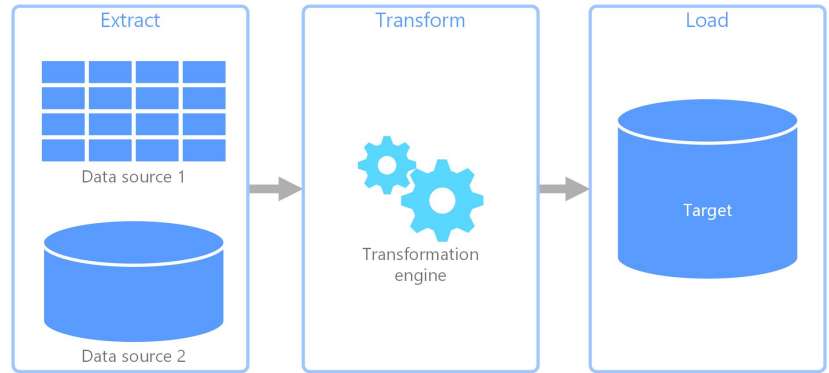 Extract
Data source 1
Data source 2
Transform
Transformation
engine
Load
Target